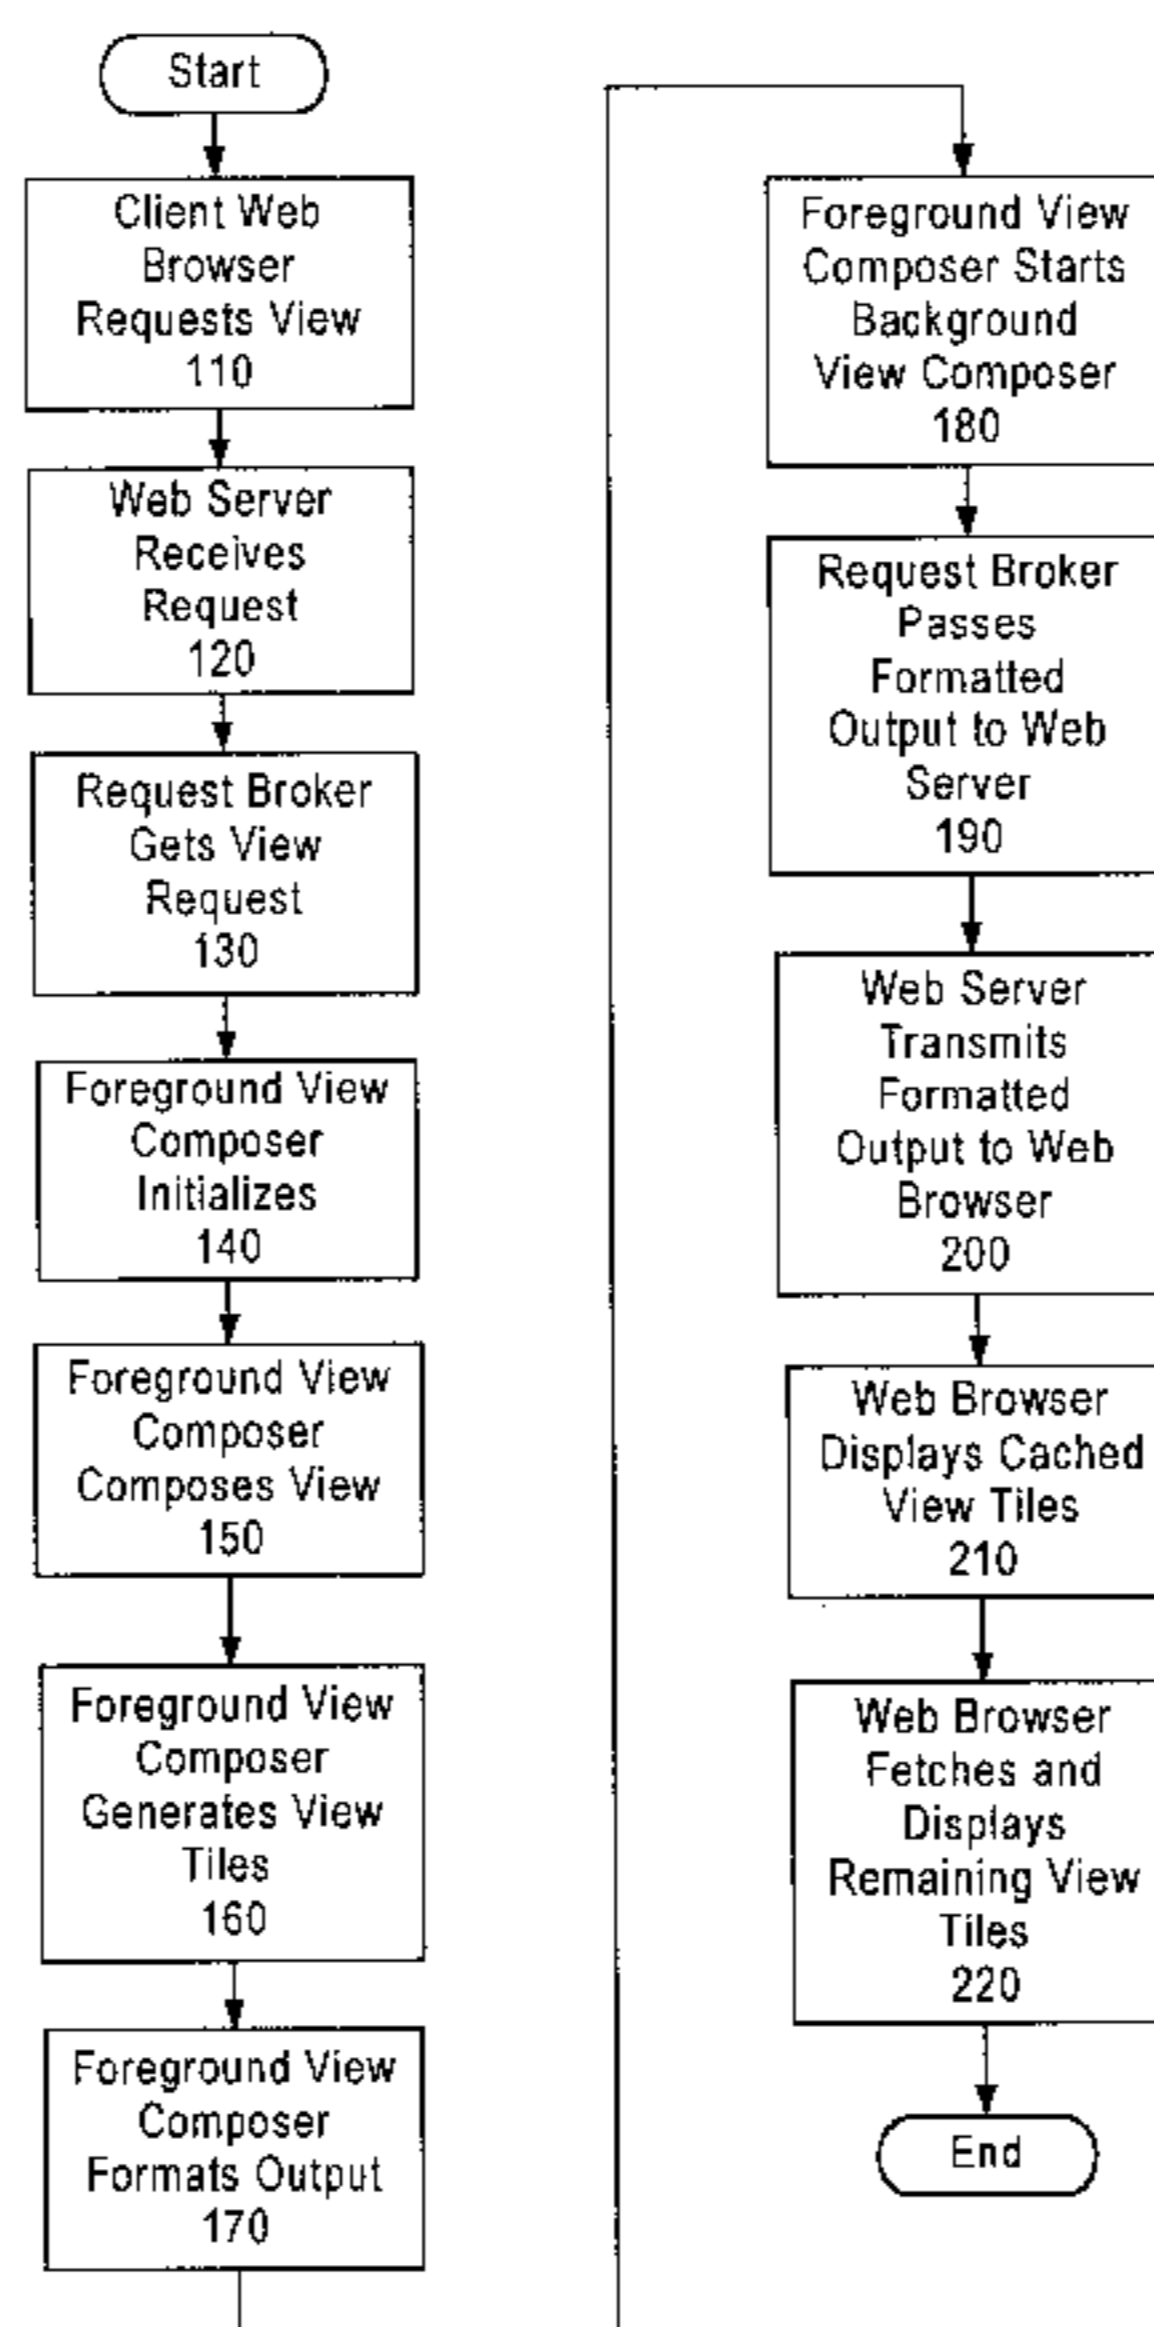 Start
Client Web
Browser
Requests View
110
Web Server
Receives
Request
120
Request Broker
Gets View
Request
130
Foreground View
Composer
Initializes
140
Foreground View
Composer
Composes View
150
Foreground View
Composer
Generates View
Tiles
160
Foreground View
Composer
Formats Output
170
Foreground View
Composer Starts
Background
View Composer
180
Request Broker
Passes
Formatted
Output to Web
Server
190
Web Server
Transmits
Formatted
Output to Web
Browser
200
Web Browser
Displays Cached
View Tiles
210
Web Browser
Fetches and
Displays
Remaining View
Tiles
220
End